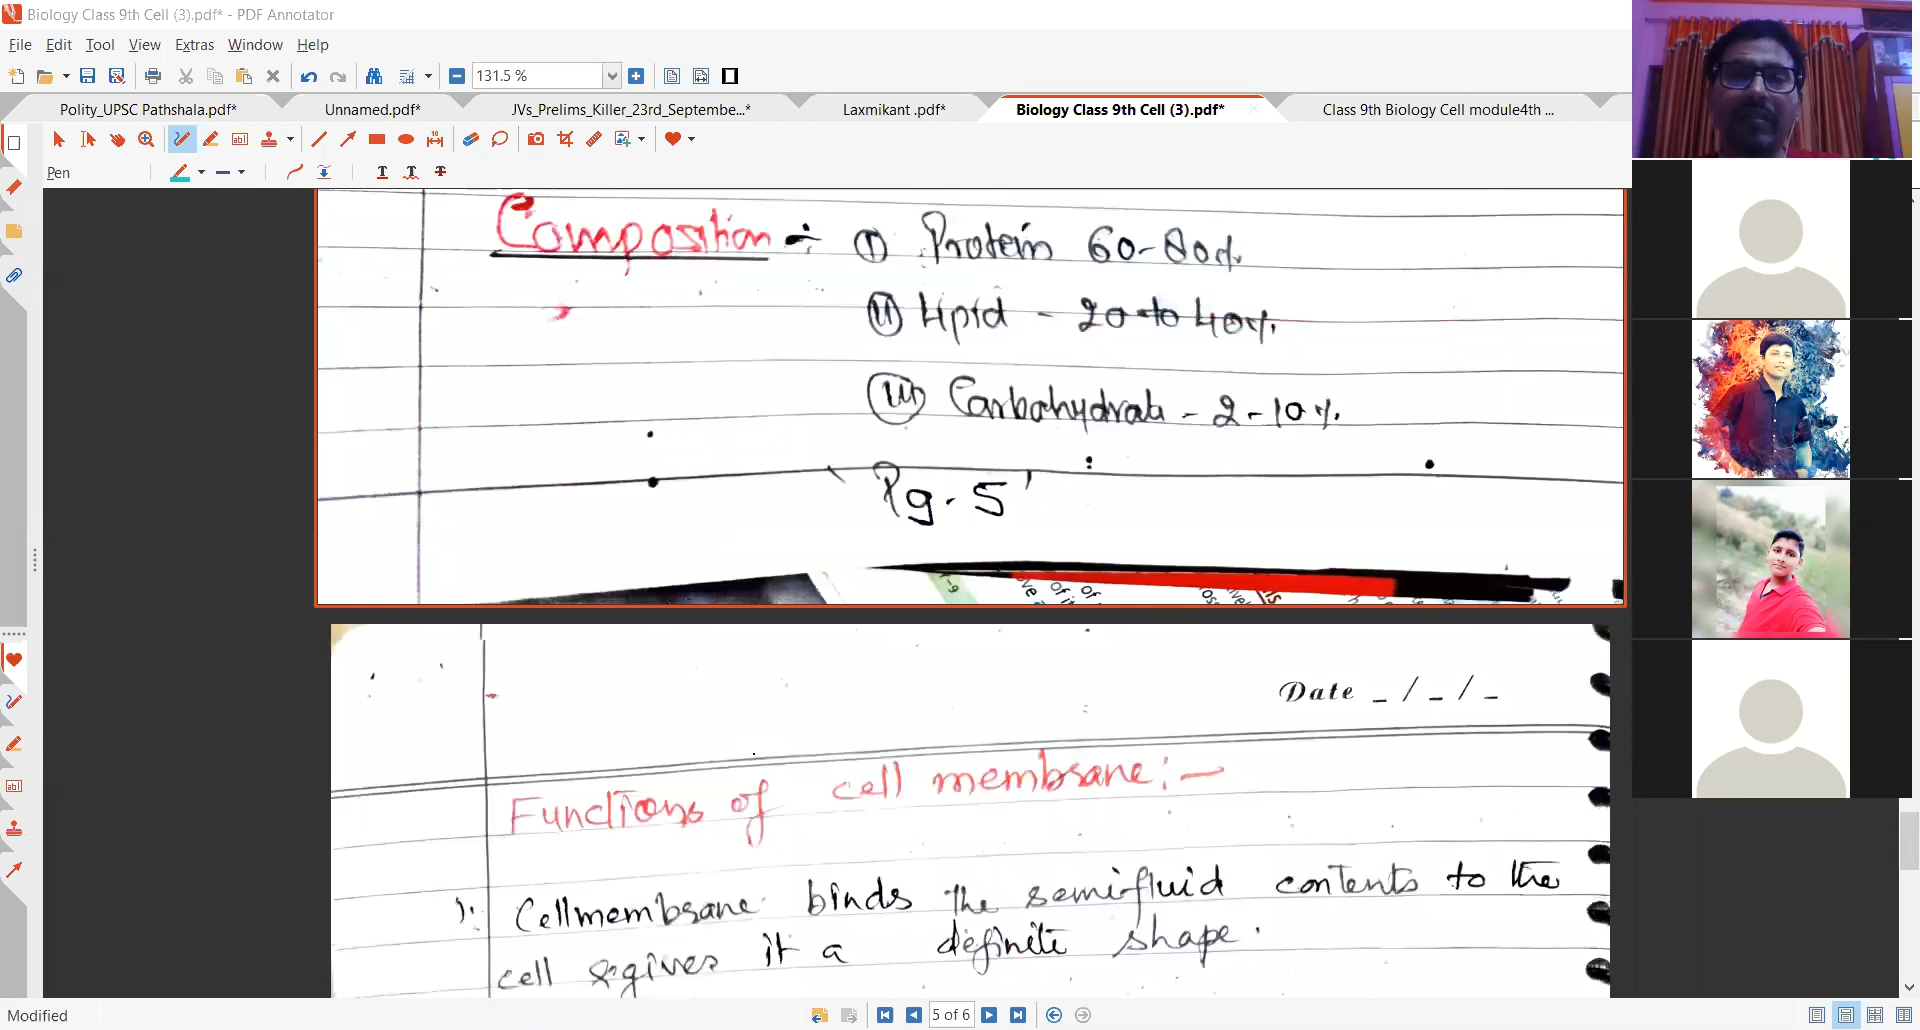 Biology Class 9th Cell (3).pdf* - PDF Annotator
File Edit Tool View Extras Window Help
131.5 %
Polity_UPSC Pathshala.pdf* Unnamed.pdf* JVs_Prelims_Killer_23rd_Septembe...* Laxmikant .pdf* Biology Class 9th Cell (3).pdf* Class 9th Biology Cell module4th ...
Pen
Composition ÷ (I) Protein 60-80%
(II) Lipid - 20 to 40%
(III) Carbohydrate - 2-10%
'Pg. 5'
Date _ / _ / _
Functions of cell membrane:-
1: Cellmembrane binds the semifluid contents to the
cell & gives it a definite shape.
Modified 5 of 6